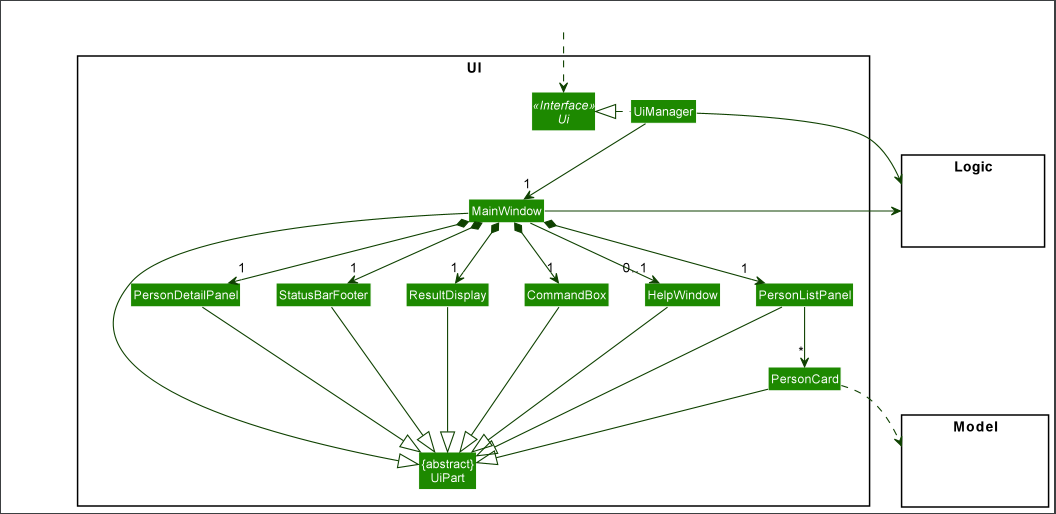 UI
«Interface»
Ui
UiManager
Logic
1
MainWindow
1
1
1
1
0..1
1
PersonDetailPanel
StatusBarFooter
ResultDisplay
CommandBox
HelpWindow
PersonListPanel
*
PersonCard
Model
{abstract}
UiPart